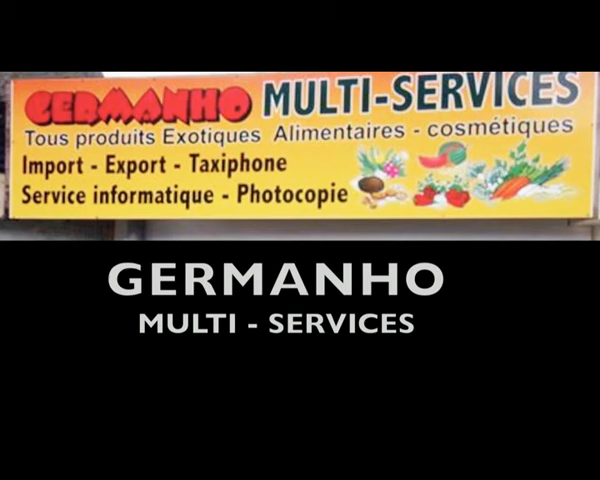 GERMANHO MULTI-SERVICES
Tous produits Exotiques Alimentaires - cosmétiques
Import - Export - Taxiphone
Service informatique - Photocopie
GERMANHO
MULTI - SERVICES